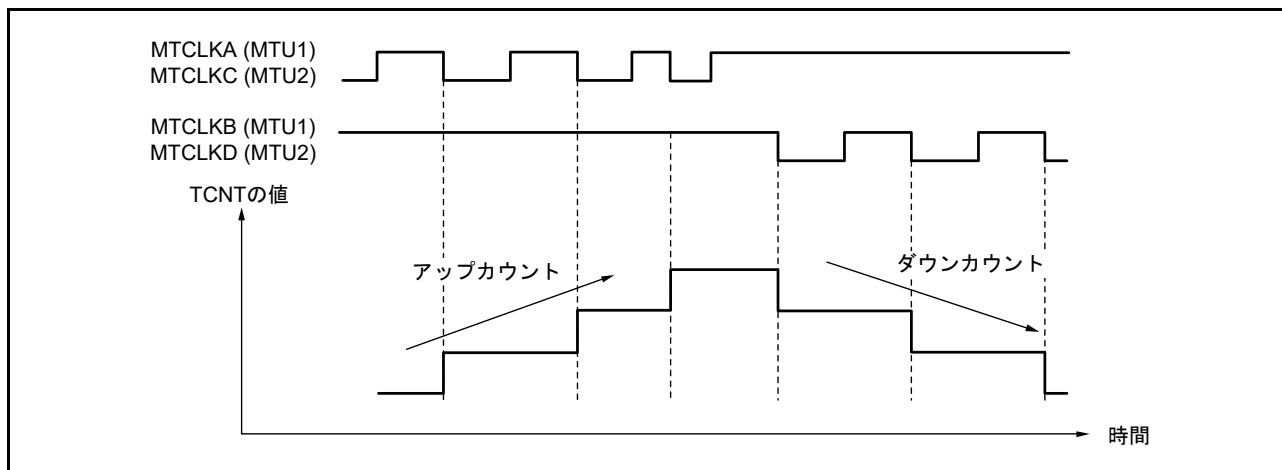 MTCLKA (MTU1)
MTCLKC (MTU2)
MTCLKB (MTU1)
MTCLKD (MTU2)
TCNTの値
アップカウント
ダウンカウント
時間